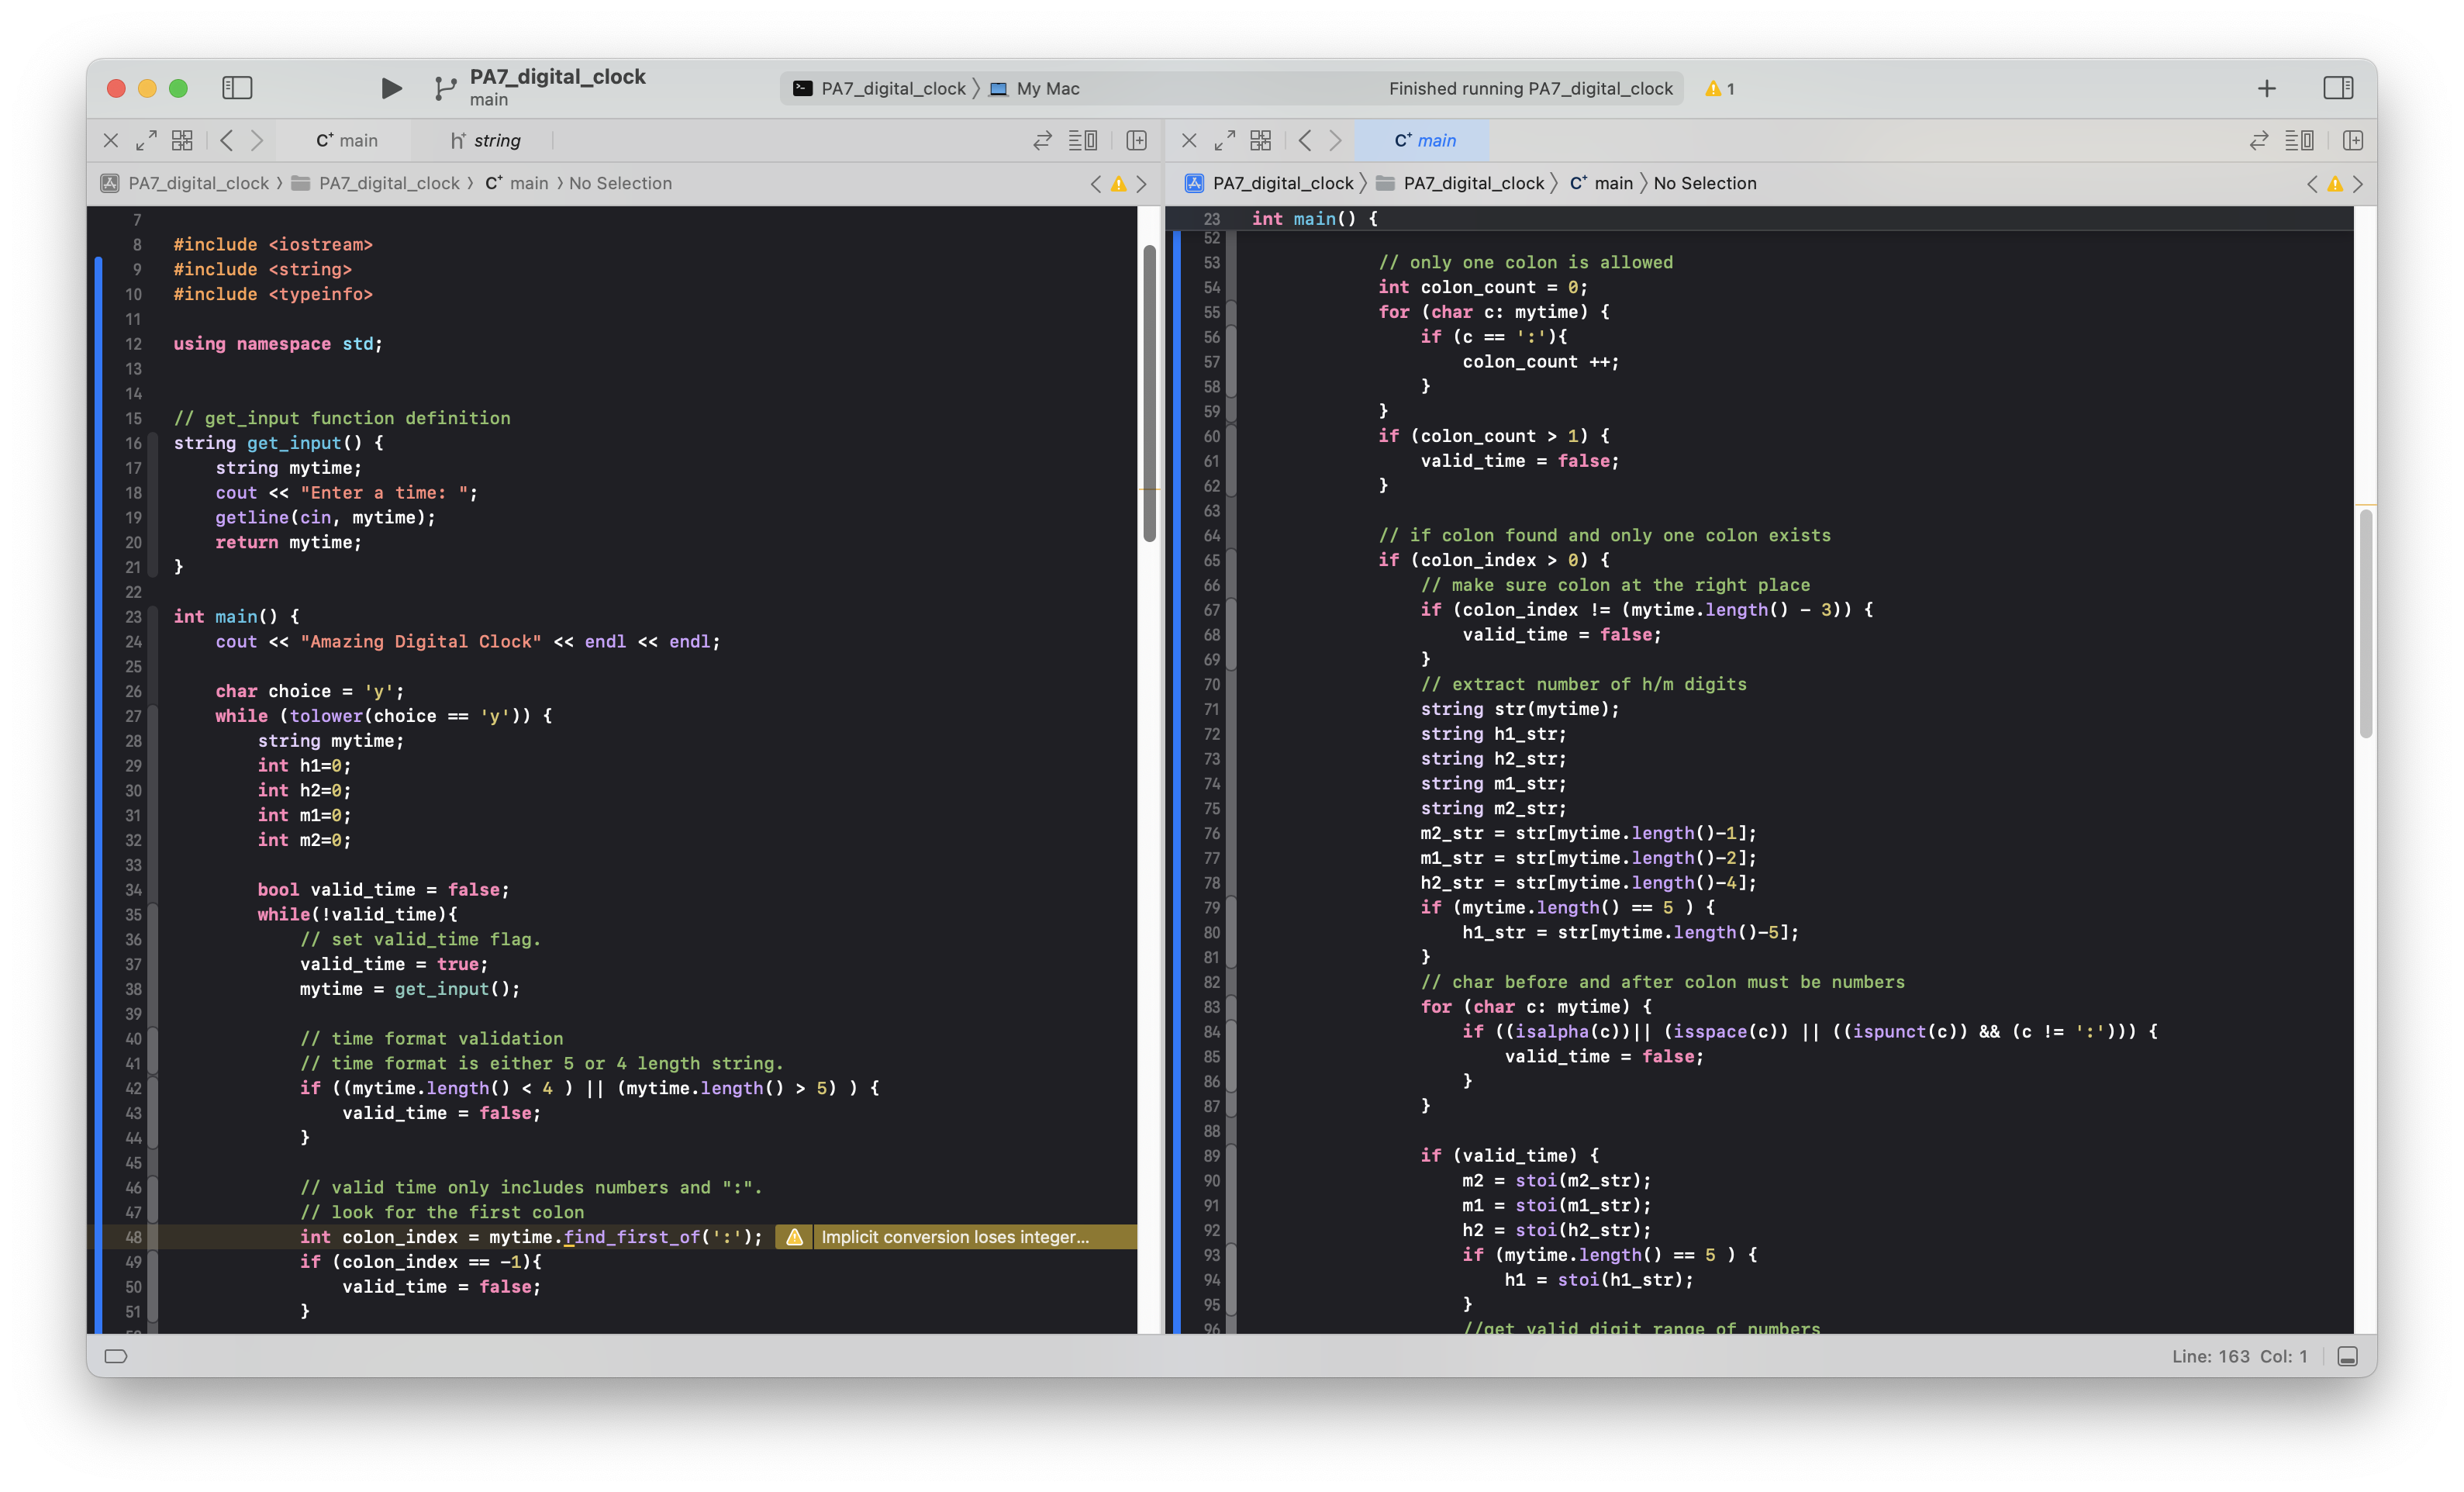 PA7_digital_clock
main
PA7_digital_clock 〉 My Mac
Finished running PA7_digital_clock
1
C+ main
h+ string
PA7_digital_clock 〉 PA7_digital_clock 〉 C+ main 〉 No Selection
7
8 #include <iostream>
9 #include <string>
10 #include <typeinfo>
11
12 using namespace std;
13
14
15 // get_input function definition
16 string get_input() {
17     string mytime;
18     cout << "Enter a time: ";
19     getline(cin, mytime);
20     return mytime;
21 }
22
23 int main() {
24     cout << "Amazing Digital Clock" << endl << endl;
25
26     char choice = 'y';
27     while (tolower(choice == 'y')) {
28         string mytime;
29         int h1=0;
30         int h2=0;
31         int m1=0;
32         int m2=0;
33
34         bool valid_time = false;
35         while(!valid_time){
36             // set valid_time flag.
37             valid_time = true;
38             mytime = get_input();
39
40             // time format validation
41             // time format is either 5 or 4 length string.
42             if ((mytime.length() < 4 ) || (mytime.length() > 5) ) {
43                 valid_time = false;
44             }
45
46             // valid time only includes numbers and ":".
47             // look for the first colon
48             int colon_index = mytime.find_first_of(':'); Implicit conversion loses integer...
49             if (colon_index == -1){
50                 valid_time = false;
51             }
C+ main
PA7_digital_clock 〉 PA7_digital_clock 〉 C+ main 〉 No Selection
23 int main() {
52
53             // only one colon is allowed
54             int colon_count = 0;
55             for (char c: mytime) {
56                 if (c == ':'){
57                     colon_count ++;
58                 }
59             }
60             if (colon_count > 1) {
61                 valid_time = false;
62             }
63
64             // if colon found and only one colon exists
65             if (colon_index > 0) {
66                 // make sure colon at the right place
67                 if (colon_index != (mytime.length() - 3)) {
68                     valid_time = false;
69                 }
70                 // extract number of h/m digits
71                 string str(mytime);
72                 string h1_str;
73                 string h2_str;
74                 string m1_str;
75                 string m2_str;
76                 m2_str = str[mytime.length()-1];
77                 m1_str = str[mytime.length()-2];
78                 h2_str = str[mytime.length()-4];
79                 if (mytime.length() == 5 ) {
80                     h1_str = str[mytime.length()-5];
81                 }
82                 // char before and after colon must be numbers
83                 for (char c: mytime) {
84                     if ((isalpha(c))|| (isspace(c)) || ((ispunct(c)) && (c != ':'))) {
85                         valid_time = false;
86                     }
87                 }
88
89                 if (valid_time) {
90                     m2 = stoi(m2_str);
91                     m1 = stoi(m1_str);
92                     h2 = stoi(h2_str);
93                     if (mytime.length() == 5 ) {
94                         h1 = stoi(h1_str);
95                     }
96                     //get valid digit range of numbers
Line: 163 Col: 1